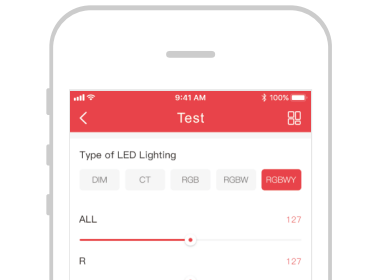 9:41 AM
100%
Test
Type of LED Lighting
DIM CT RGB RGBW RGBWY
ALL 127
R 127